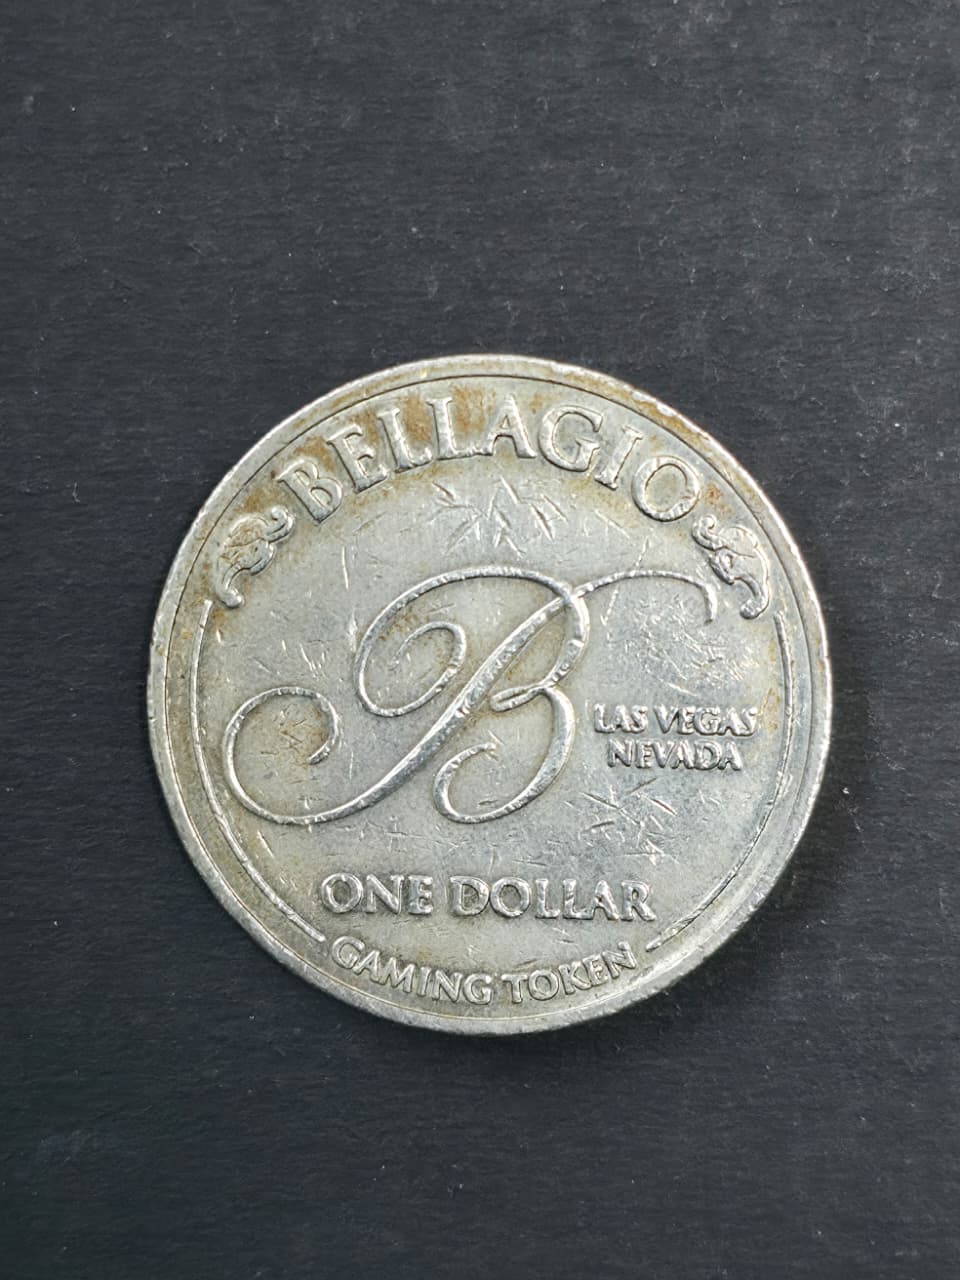 BELLAGIO
B
LAS VEGAS
NEVADA
ONE DOLLAR
GAMING TOKEN